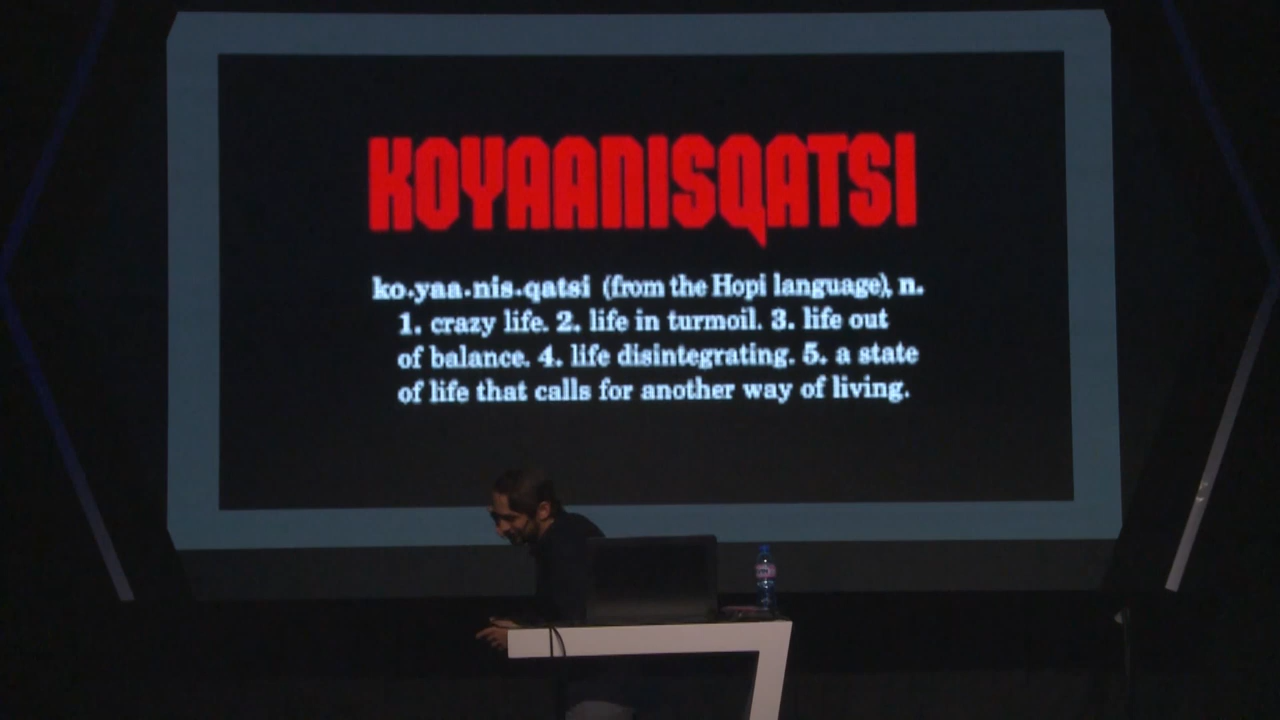 KOYAANISQATSI
ko·yaa·nis·qatsi (from the Hopi language), n.
1. crazy life. 2. life in turmoil. 3. life out
of balance. 4. life disintegrating. 5. a state
of life that calls for another way of living.